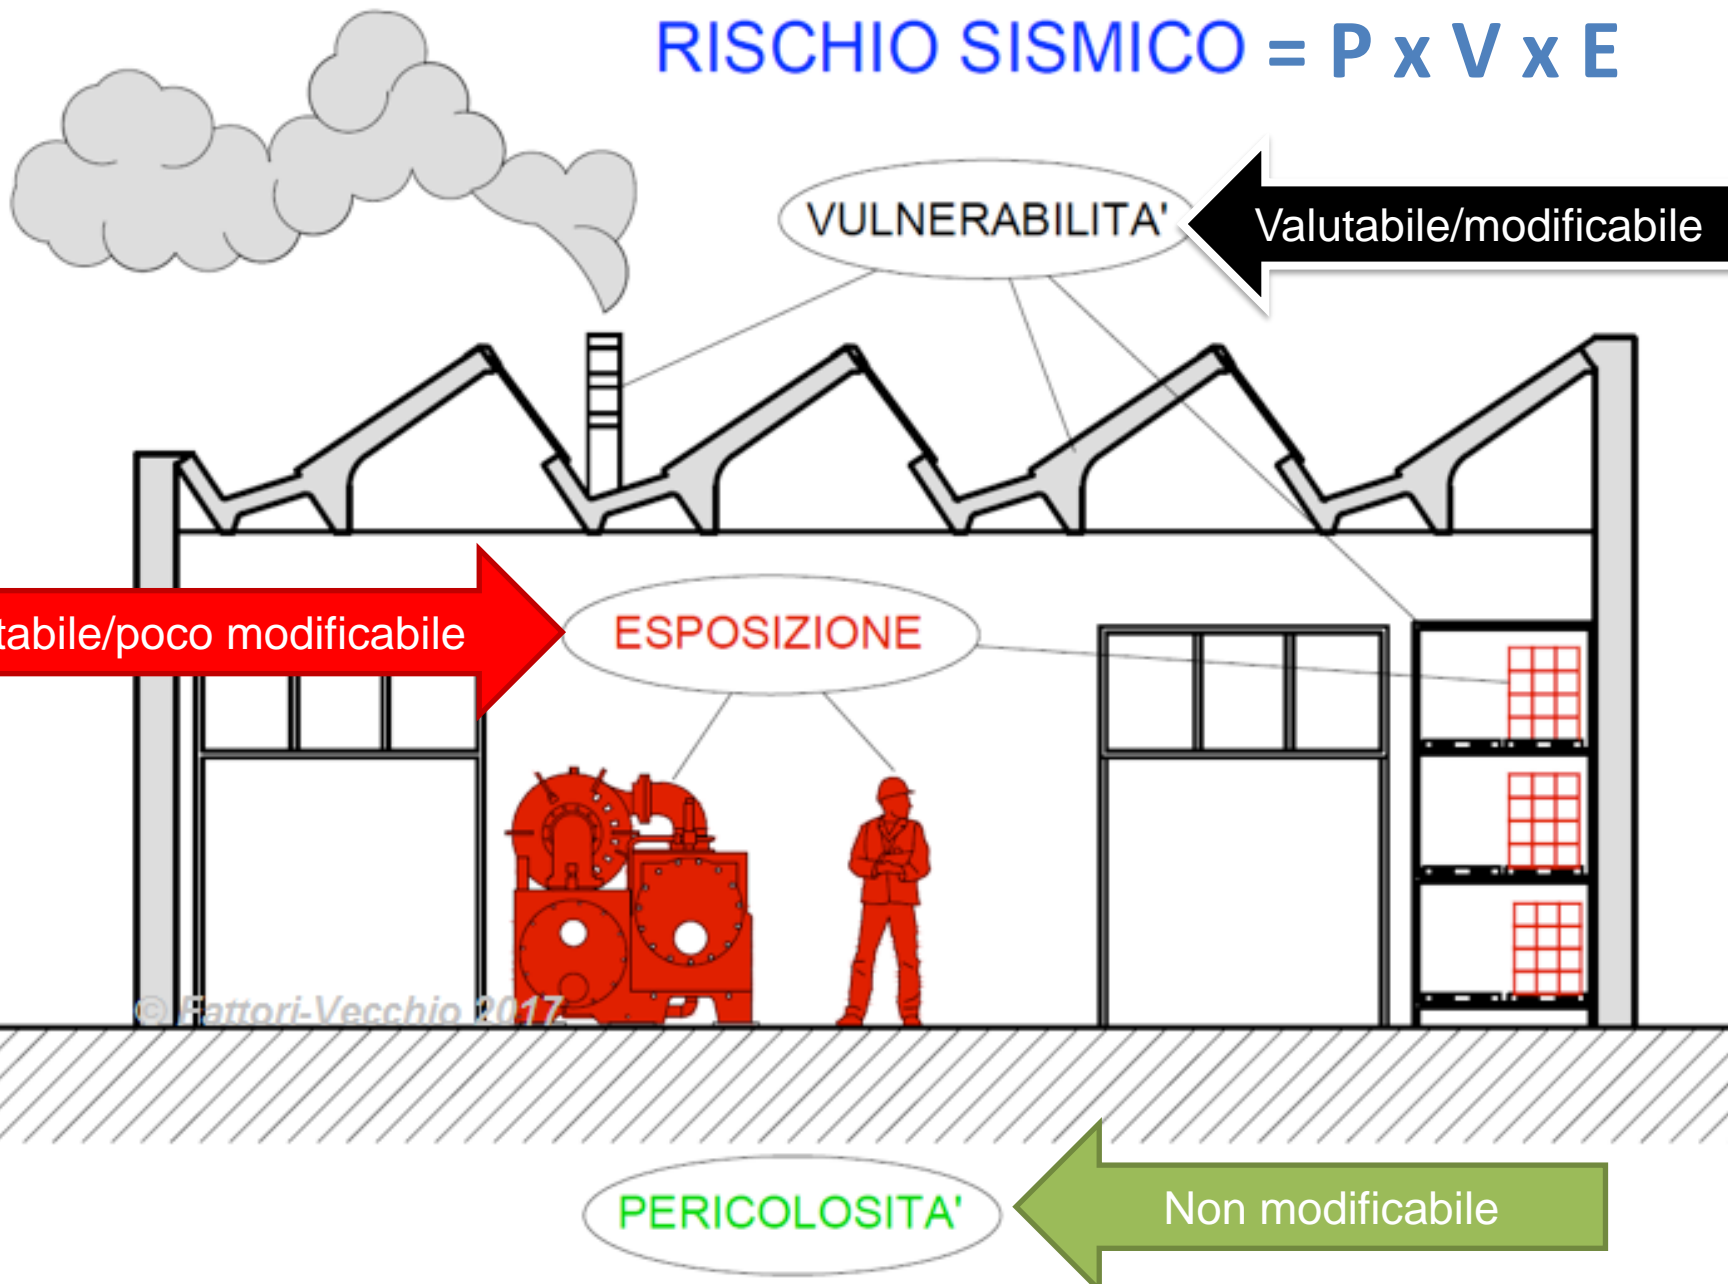 RISCHIO SISMICO = P x V x E
VULNERABILITA'
Valutabile/modificabile
tabile/poco modificabile
ESPOSIZIONE
© Fattori-Vecchio 2017
PERICOLOSITA'
Non modificabile